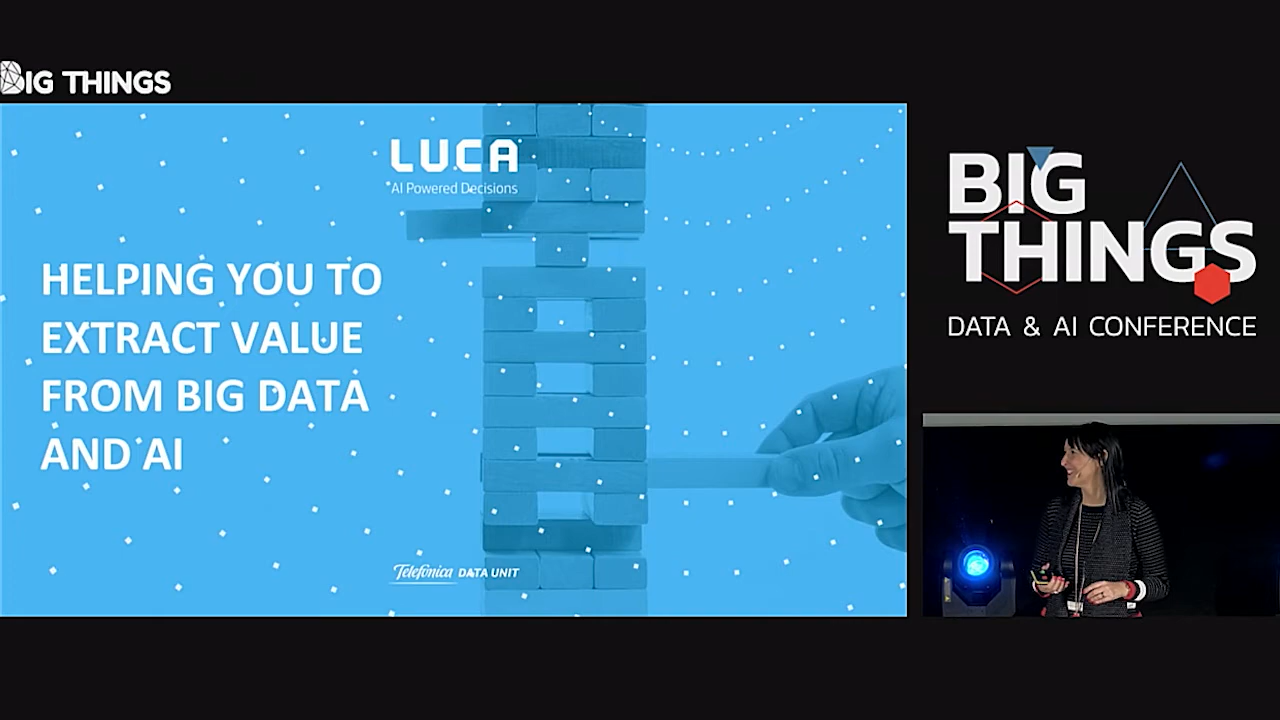 BIG THINGS
LUCA
AI Powered Decisions
HELPING YOU TO
EXTRACT VALUE
FROM BIG DATA
AND AI
Telefónica DATA UNIT
BIG
THINGS
DATA & AI CONFERENCE